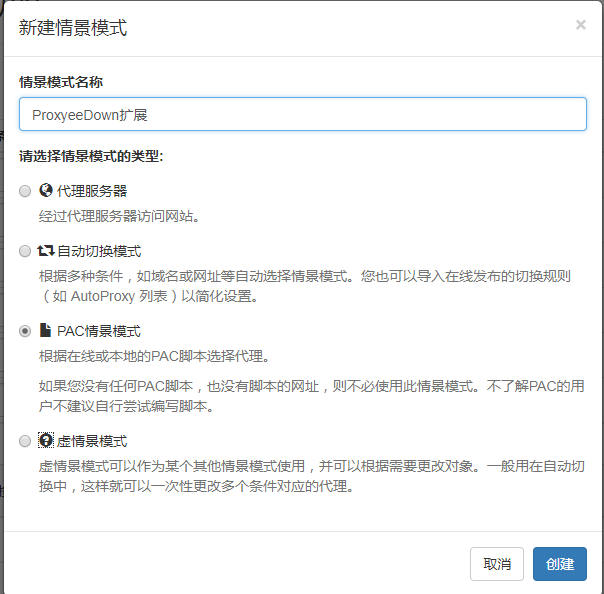 新建情景模式
×
情景模式名称
ProxyeeDown扩展
请选择情景模式的类型:
代理服务器
经过代理服务器访问网站。
自动切换模式
根据多种条件，如域名或网址等自动选择情景模式。您也可以导入在线发布的切换规则
（如 AutoProxy 列表）以简化设置。
PAC情景模式
根据在线或本地的PAC脚本选择代理。
如果您没有任何PAC脚本，也没有脚本的网址，则不必使用此情景模式。不了解PAC的用
户不建议自行尝试编写脚本。
虚情景模式
虚情景模式可以作为某个其他情景模式使用，并可以根据需要更改对象。一般用在自动切
换中，这样就可以一次性更改多个条件对应的代理。
取消
创建